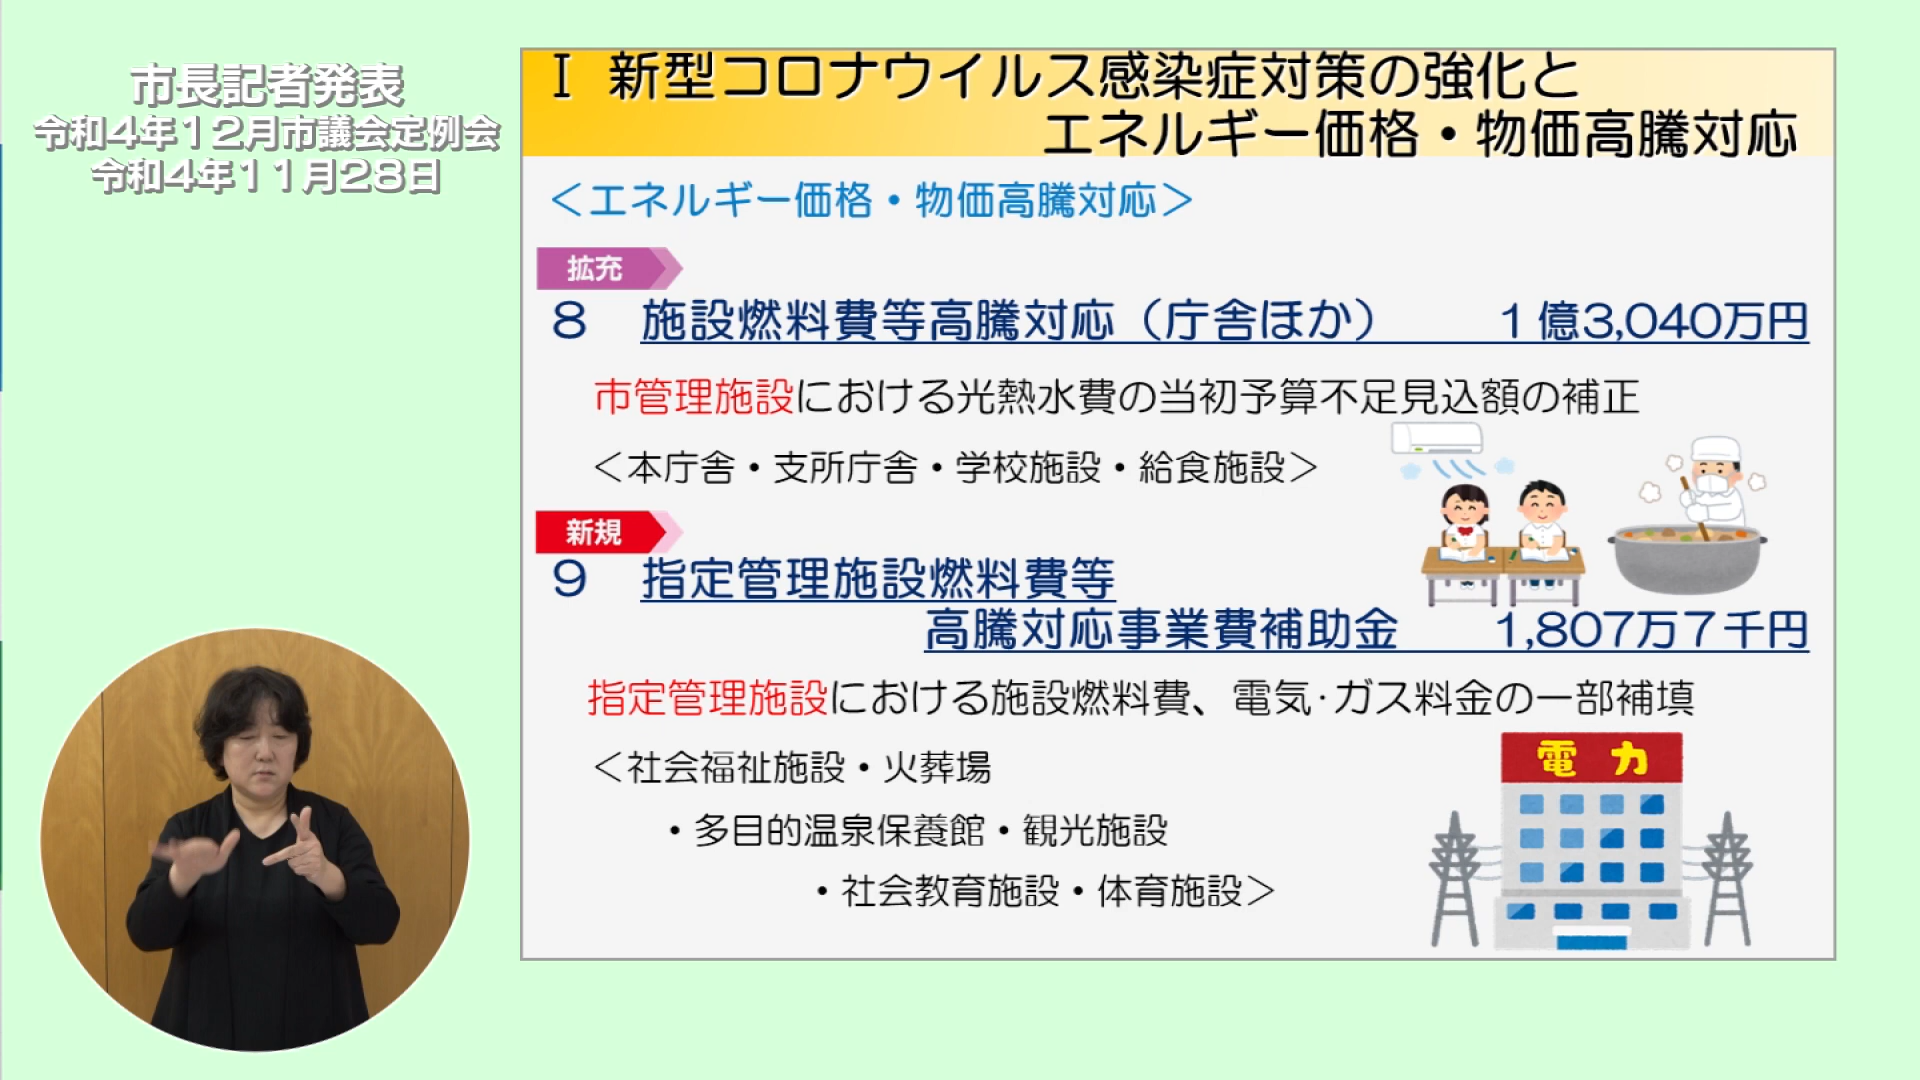 市長記者発表
令和4年12月市議会定例会
令和4年11月28日
Ⅰ 新型コロナウイルス感染症対策の強化と
エネルギー価格・物価高騰対応
＜エネルギー価格・物価高騰対応＞
拡充
8 施設燃料費等高騰対応（庁舎ほか） 1億3,040万円
市管理施設における光熱水費の当初予算不足見込額の補正
＜本庁舎・支所庁舎・学校施設・給食施設＞
新規
9 指定管理施設燃料費等
高騰対応事業費補助金 1,807万7千円
指定管理施設における施設燃料費、電気･ガス料金の一部補填
＜社会福祉施設・火葬場
・多目的温泉保養館・観光施設
・社会教育施設・体育施設＞
電力